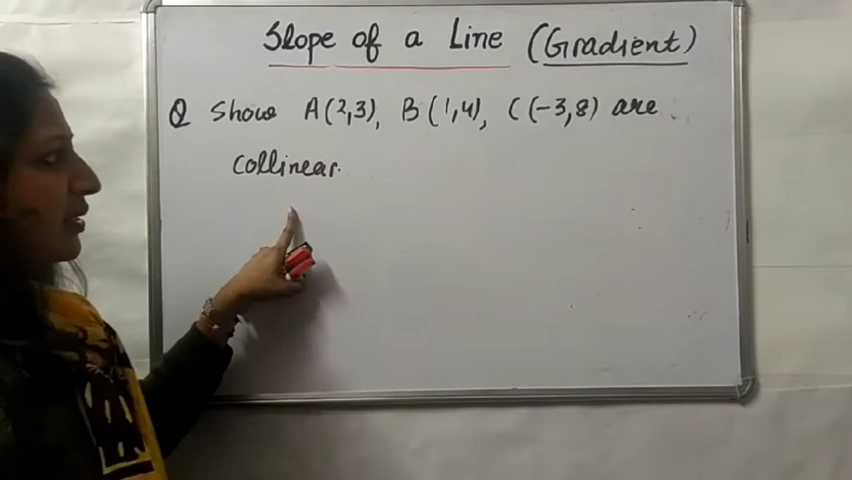 Slope of a Line (Gradient)
Q Show A(2,3), B(1,4), C(-3,8) are
collinear.